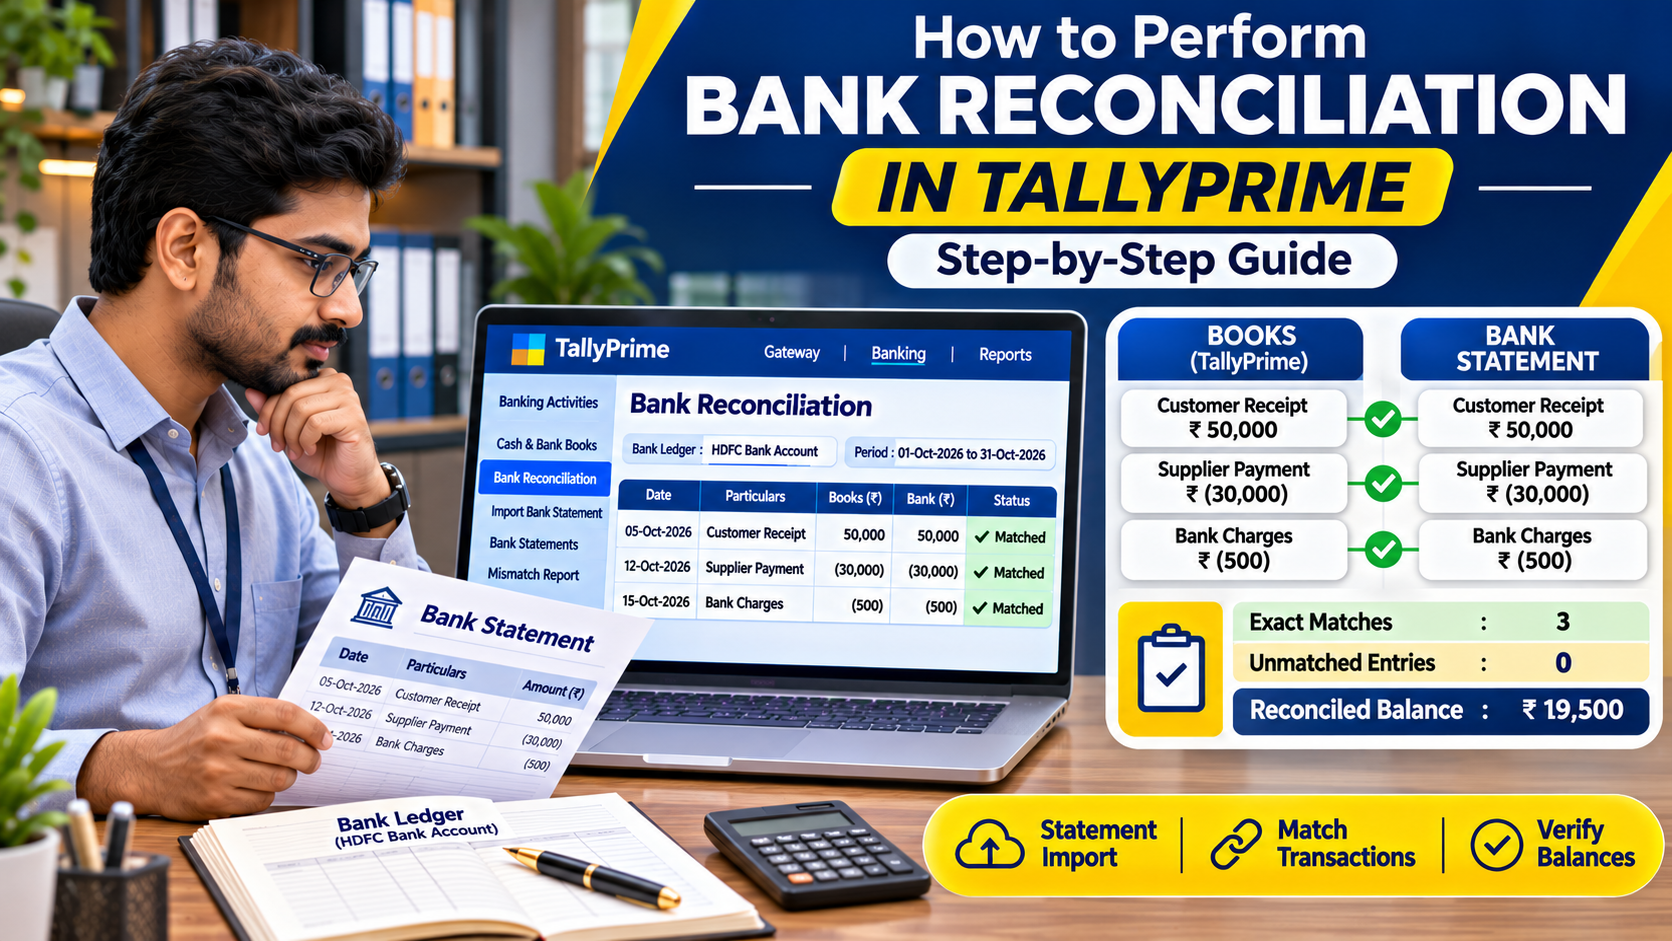 How to Perform
BANK RECONCILIATION
IN TALLYPRIME
Step-by-Step Guide
TallyPrime
Gateway | Banking | Reports
Banking Activities
Cash & Bank Books
Bank Reconciliation
Import Bank Statement
Bank Statements
Mismatch Report
Bank Reconciliation
Bank Ledger : HDFC Bank Account
Period : 01-Oct-2026 to 31-Oct-2026
Date Particulars Books (₹) Bank (₹) Status
05-Oct-2026 Customer Receipt 50,000 50,000 ✓ Matched
12-Oct-2026 Supplier Payment (30,000) (30,000) ✓ Matched
15-Oct-2026 Bank Charges (500) (500) ✓ Matched
BOOKS
(TallyPrime)
BANK
STATEMENT
Customer Receipt
₹ 50,000
Customer Receipt
₹ 50,000
Supplier Payment
₹ (30,000)
Supplier Payment
₹ (30,000)
Bank Charges
₹ (500)
Bank Charges
₹ (500)
Exact Matches : 3
Unmatched Entries : 0
Reconciled Balance : ₹ 19,500
Bank Statement
Date Particulars Amount (₹)
05-Oct-2026 Customer Receipt 50,000
12-Oct-2026 Supplier Payment (30,000)
-2026 Bank Charges (500)
Bank Ledger
(HDFC Bank Account)
Statement
Import
Match
Transactions
Verify
Balances